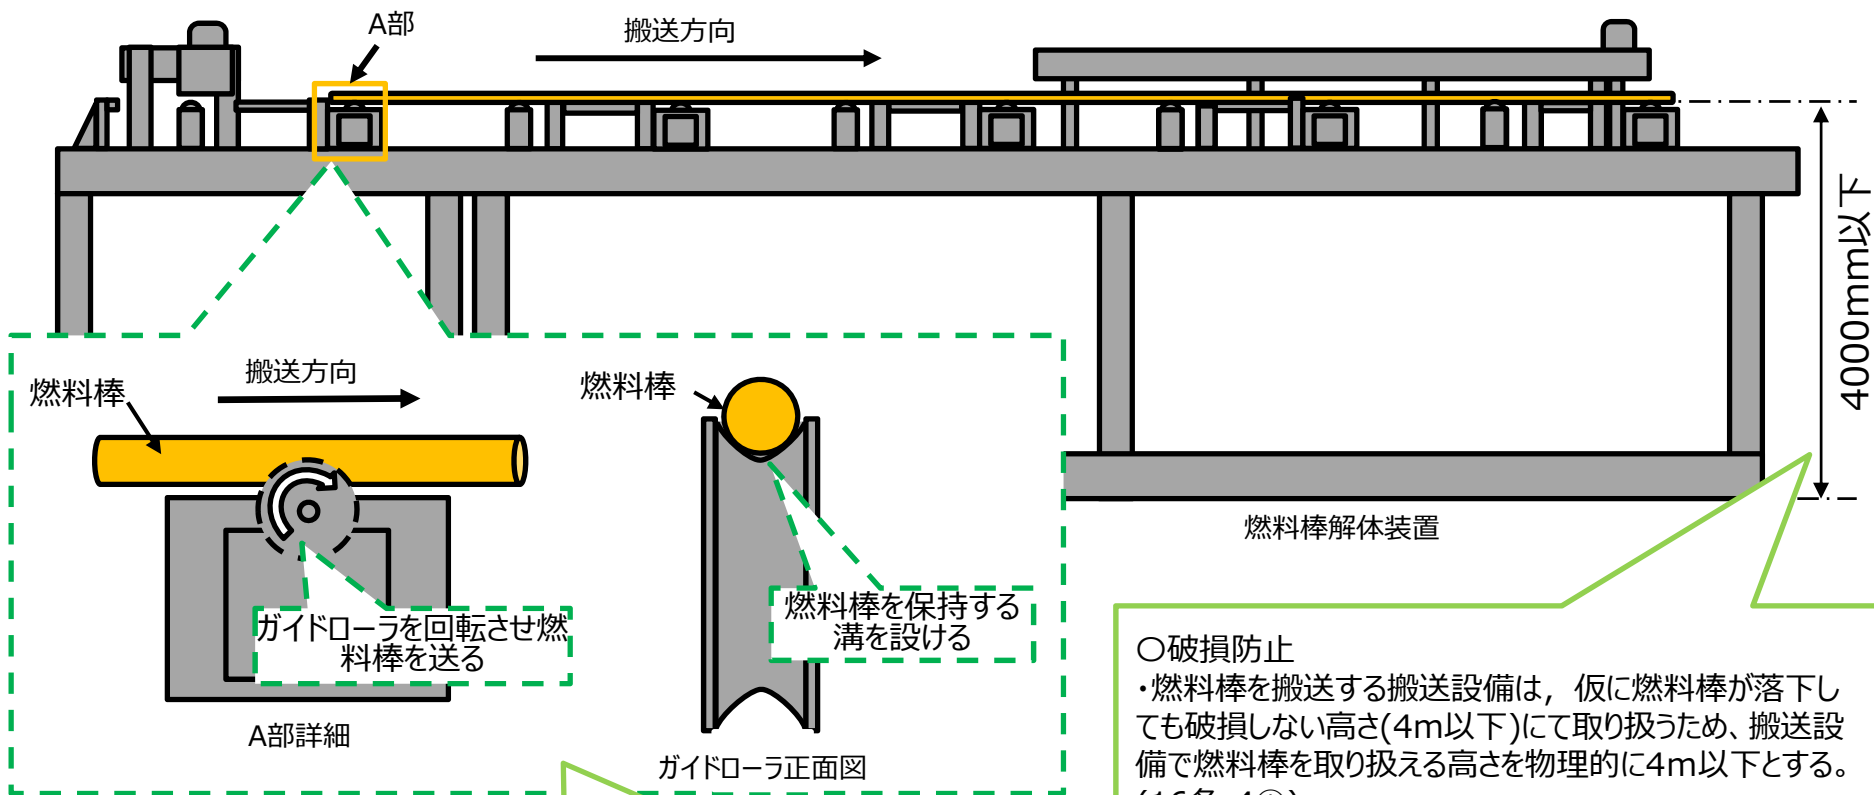 A部
搬送方向
4000mm以下
搬送方向
燃料棒
燃料棒
ガイドローラを回転させ燃
料棒を送る
燃料棒を保持する
溝を設ける
A部詳細
ガイドローラ正面図
燃料棒解体装置
○破損防止
・燃料棒を搬送する搬送設備は，仮に燃料棒が落下し
ても破損しない高さ(4m以下)にて取り扱うため、搬送設
備で燃料棒を取り扱える高さを物理的に4m以下とする。